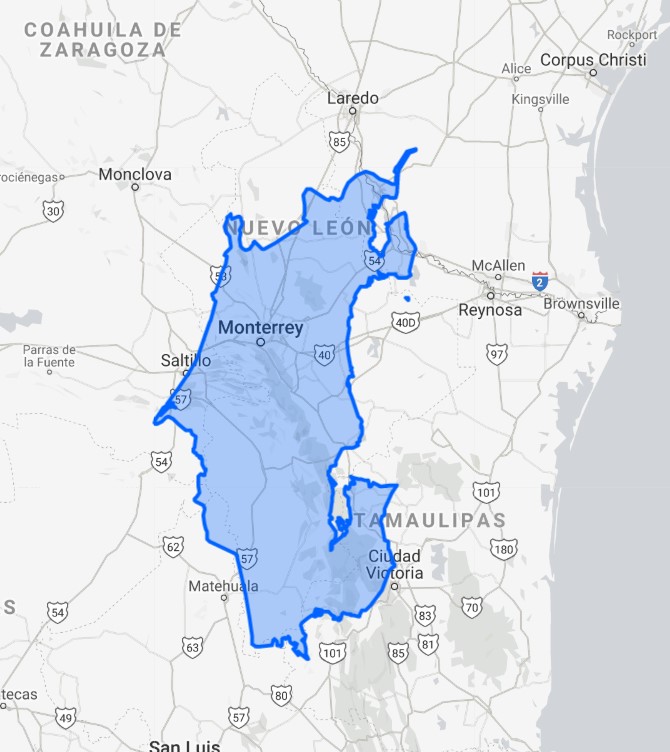 COAHUILA DE
ZARAGOZA
Rockport
Corpus Christi
Alice
Kingsville
Laredo
85
rociénegas
Monclova
30
NUEVO LEÓN
53
54
McAllen
2
Reynosa
Brownsville
Monterrey
40D
Parras de
la Fuente
Saltillo
40
97
57
54
101
TAMAULIPAS
62
180
57
Ciudad
Victoria
Matehuala
S
54
83
70
63
101
85
81
tecas
80
49
57
San Luis